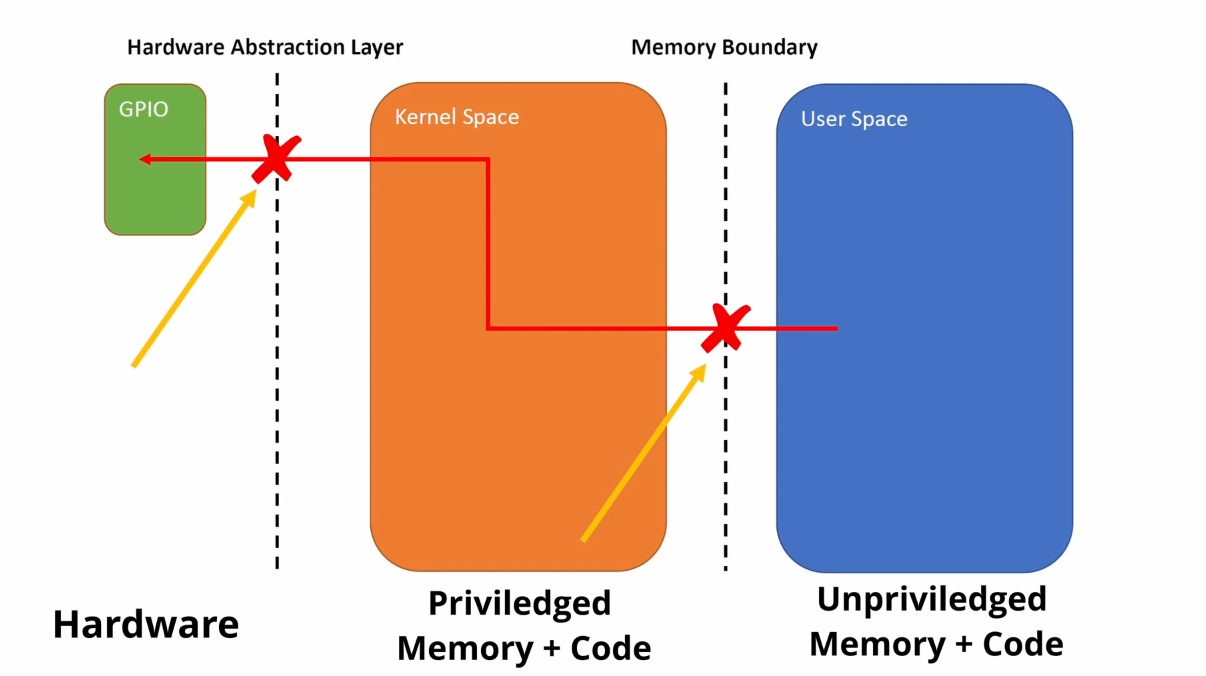 Hardware Abstraction Layer
Memory Boundary
GPIO
Kernel Space
User Space
Hardware
Priviledged
Memory + Code
Unpriviledged
Memory + Code